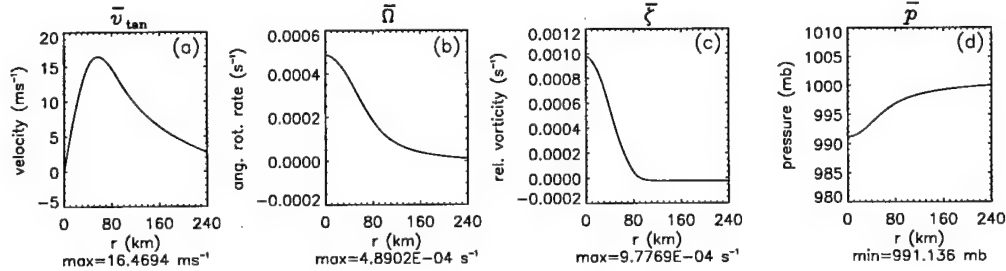 v̄ tan
Ω̄
ζ̄
p̄
(a)
velocity (ms⁻¹)
20
15
10
5
0
−5
0 80 160 240
r (km)
max=16.4694 ms⁻¹
(b)
ang. rot. rate (s⁻¹)
0.0006
0.0004
0.0002
0.0000
−0.0002
0 80 160 240
r (km)
max=4.8902E−04 s⁻¹
(c)
rel. vorticity (s⁻¹)
0.0012
0.0010
0.0008
0.0006
0.0004
0.0002
0.0000
−0.0002
0 80 160 240
r (km)
max=9.7769E−04 s⁻¹
(d)
pressure (mb)
1010
1005
1000
995
990
985
980
0 80 160 240
r (km)
min=991.136 mb